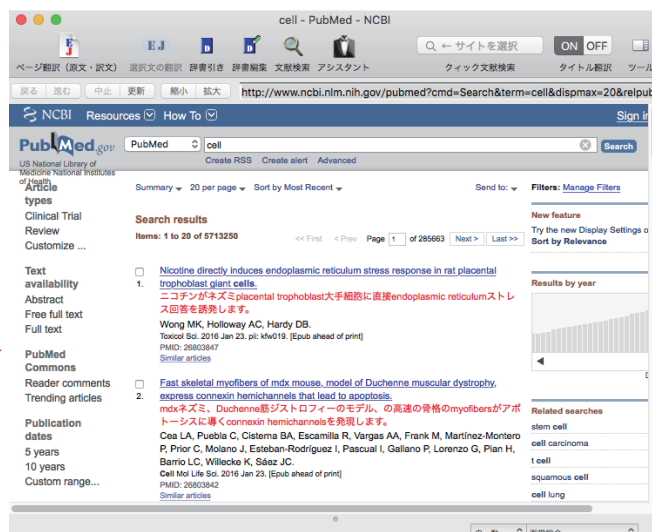 cell - PubMed - NCBI
E J
サイトを選択
ON OFF
ページ翻訳（原文・訳文） 選択文の翻訳 辞書引き 辞書編集 文献検索 アシスタント クィック文献検索 タイトル翻訳 ツール
戻る 進む 中止 更新 縮小 拡大 http://www.ncbi.nlm.nih.gov/pubmed?cmd=Search&term=cell&dispmax=20&relpub
NCBI Resources How To Sign in
PubMed.gov PubMed cell Search
US National Library of
Medicine National Institutes
of Health
Create RSS Create alert Advanced
Article
types
Clinical Trial
Review
Customize ...
Text
availability
Abstract
Free full text
Full text
PubMed
Commons
Reader comments
Trending articles
Publication
dates
5 years
10 years
Custom range...
Summary 20 per page Sort by Most Recent Send to:
Search results
Items: 1 to 20 of 5713250
<< First < Prev Page 1 of 285663 Next > Last >>
1. Nicotine directly induces endoplasmic reticulum stress response in rat placental
trophoblast giant cells.
ニコチンがネズミplacental trophoblast大手細胞に直接endoplasmic reticulumストレ
ス回答を誘発します。
Wong MK, Holloway AC, Hardy DB.
Toxicol Sci. 2016 Jan 23. pii: kfw019. [Epub ahead of print]
PMID: 26803847
Similar articles
2. Fast skeletal myofibers of mdx mouse, model of Duchenne muscular dystrophy,
express connexin hemichannels that lead to apoptosis.
mdxネズミ、Duchenne筋ジストロフィーのモデル、の高速の骨格のmyofibersがアポ
トーシスに導くconnexin hemichannelsを発現します。
Cea LA, Puebla C, Cisterna BA, Escamilla R, Vargas AA, Frank M, Martínez-Montero
P, Prior C, Molano J, Esteban-Rodríguez I, Pascual I, Gallano P, Lorenzo G, Pian H,
Barrio LC, Willecke K, Sáez JC.
Cell Mol Life Sci. 2016 Jan 23. [Epub ahead of print]
PMID: 26803842
Similar articles
Filters: Manage Filters
New feature
Try the new Display Settings o
Sort by Relevance
Results by year
Related searches
stem cell
cell carcinoma
t cell
squamous cell
cell lung